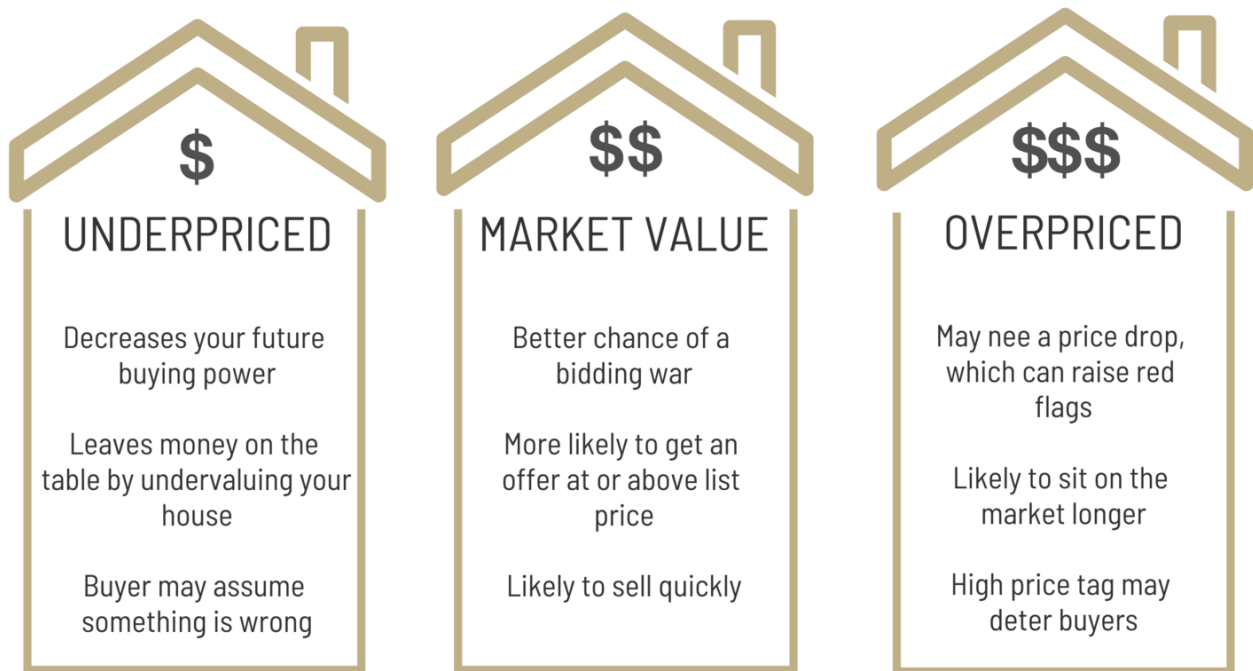 $
UNDERPRICED
Decreases your future
buying power
Leaves money on the
table by undervaluing your
house
Buyer may assume
something is wrong
$$
MARKET VALUE
Better chance of a
bidding war
More likely to get an
offer at or above list
price
Likely to sell quickly
$$$
OVERPRICED
May nee a price drop,
which can raise red
flags
Likely to sit on the
market longer
High price tag may
deter buyers